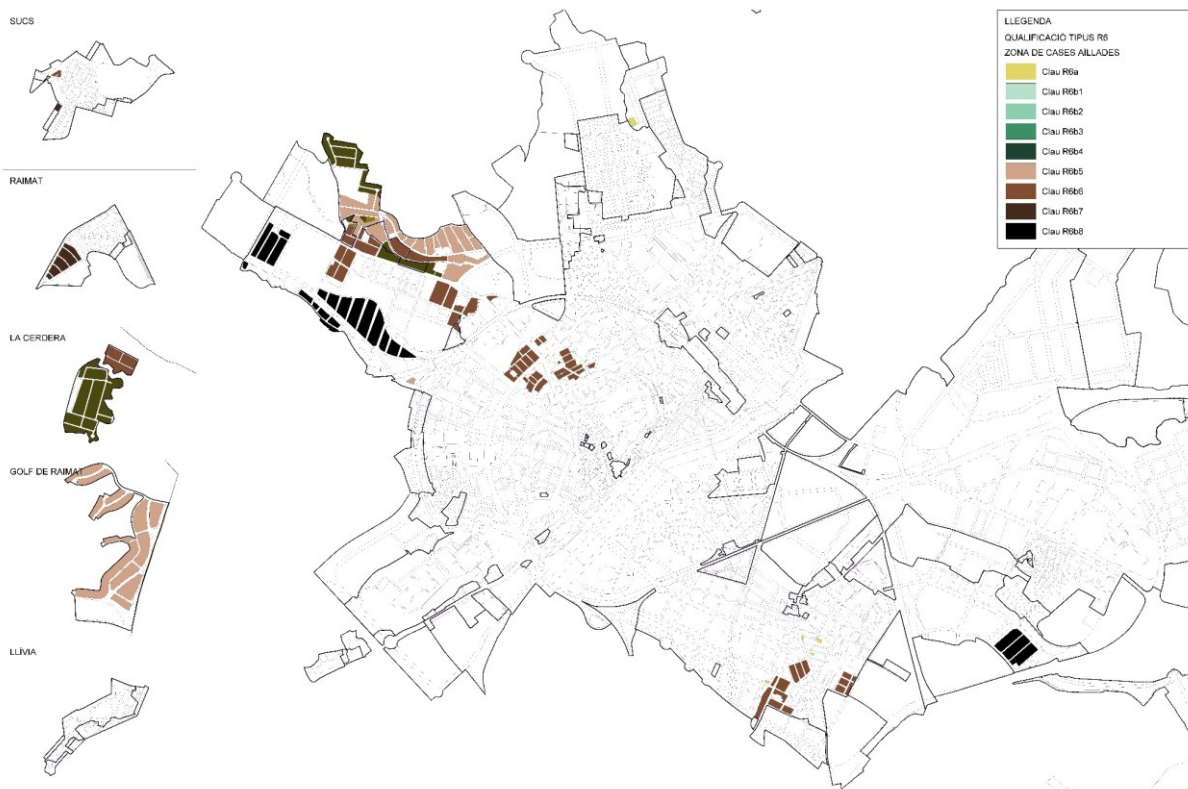 SUCS
RAIMAT
LA CERDERA
GOLF DE RAIMAT
LLÍVIA
LLEGENDA
QUALIFICACIÓ TIPUS R6
ZONA DE CASES AÏLLADES
Clau R6a
Clau R6b1
Clau R6b2
Clau R6b3
Clau R6b4
Clau R6b5
Clau R6b6
Clau R6b7
Clau R6b8